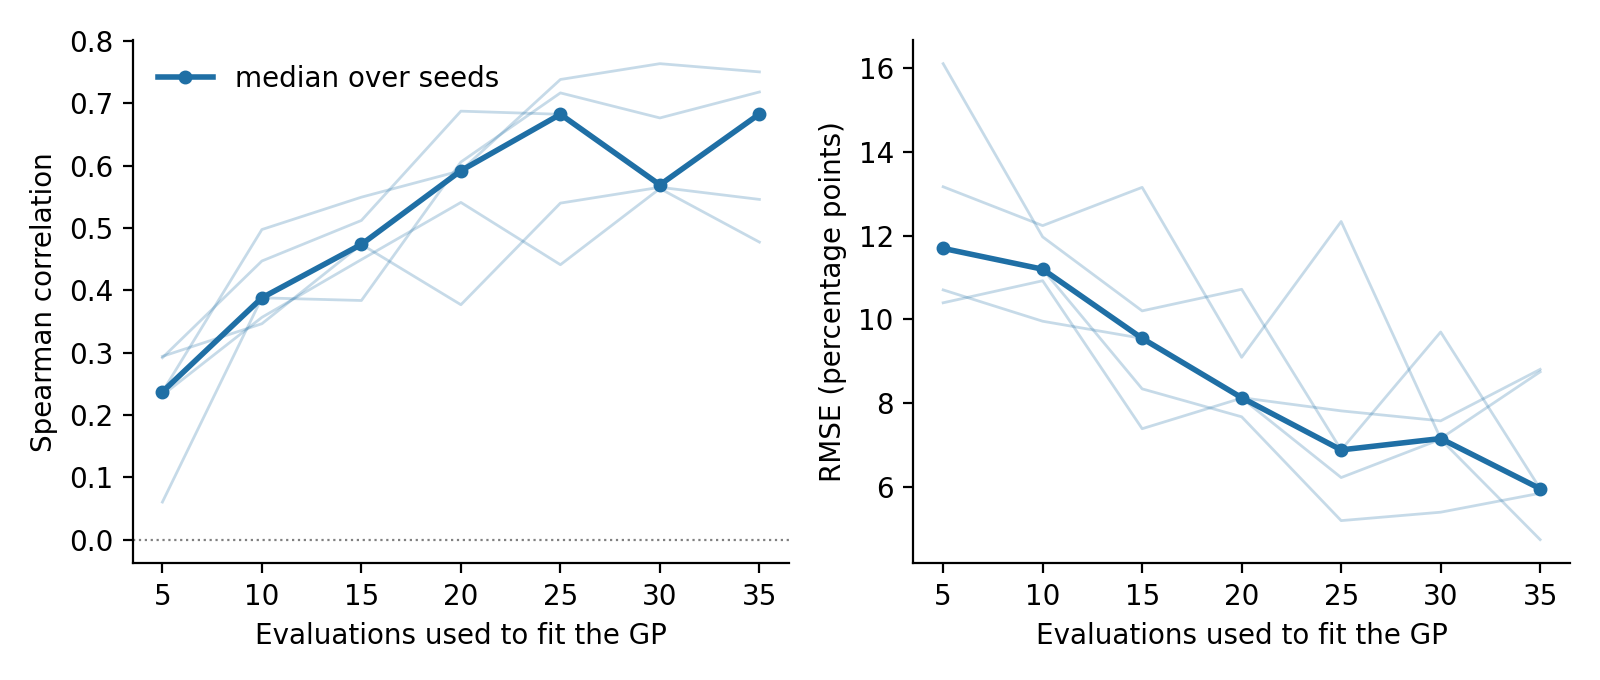 0.8
0.7
0.6
0.5
0.4
0.3
0.2
0.1
0.0
Spearman correlation
median over seeds
5 10 15 20 25 30 35
Evaluations used to fit the GP
16
14
12
10
8
6
RMSE (percentage points)
5 10 15 20 25 30 35
Evaluations used to fit the GP